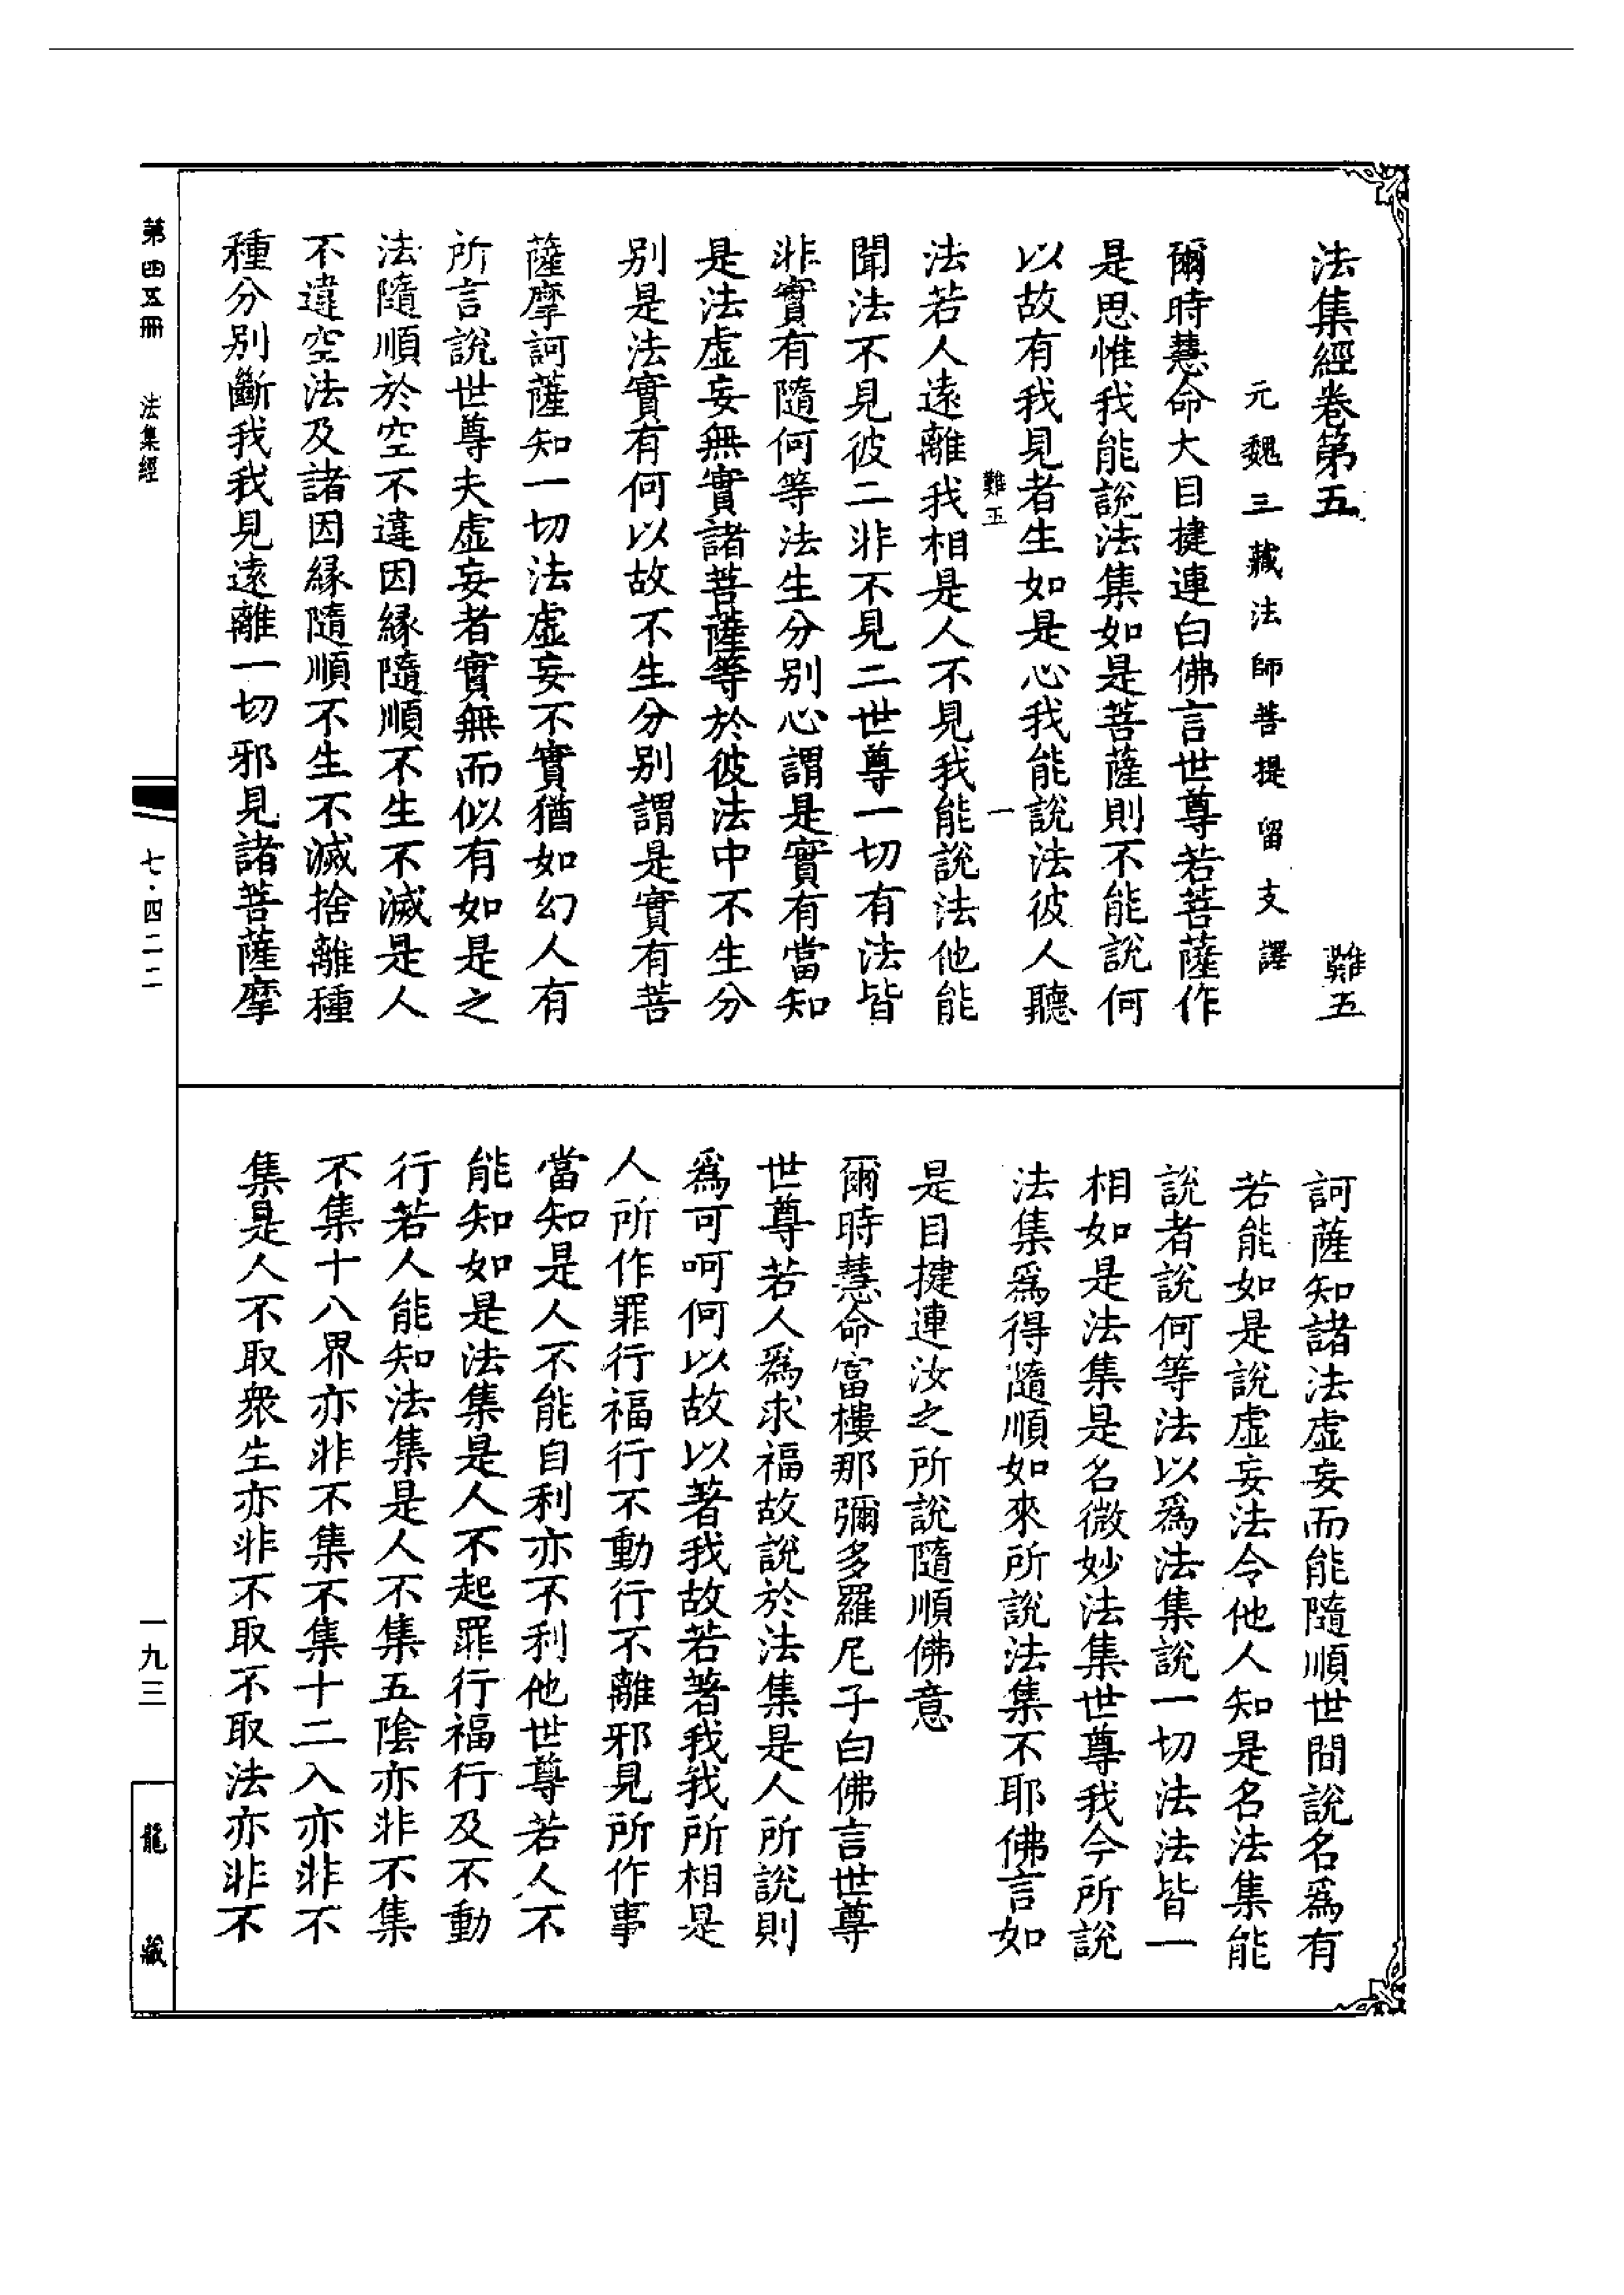 法集經卷第五　難五
元魏三藏法師菩提留支譯
爾時慧命大目揵連白佛言世尊若菩薩作
是思惟我能說法集如是菩薩則不能說何
以故有我見者生如是心我能說法彼人聽
難五　一
法若人遠離我相是人不見我能說法他能
聞法不見彼二非不見二世尊一切有法皆
非實有隨何等法生分別心謂是實有當知
是法虛妄無實諸菩薩等於彼法中不生分
別是法實有何以故不生分別謂是實有菩
薩摩訶薩知一切法虛妄不實猶如幻人有
所言說世尊夫虛妄者實無而似有如是之
法隨順於空不違因緣隨順不生不滅是人
不違空法及諸因緣隨順不生不滅捨離種
種分別斷我我見遠離一切邪見諸菩薩摩
訶薩知諸法虛妄而能隨順世間說名爲有
若能如是說虛妄法令他人知是名法集能
說者說何等法以爲法集說一切法法皆一
相如是法集是名微妙法集世尊我今所說
法集爲得隨順如來所說法集不耶佛言如
是目揵連汝之所說隨順佛意
爾時慧命富樓那彌多羅尼子白佛言世尊
世尊若人爲求福故說於法集是人所說則
爲可呵何以故以著我故若著我我所相是
人所作罪行福行不動行不離邪見所作事
當知是人不能自利亦不利他世尊若人不
能知如是法集是人不起罪行福行及不動
行若人能知法集是人不集五陰亦非不集
不集十八界亦非不集不集十二入亦非不
集是人不取衆生亦非不取不取法亦非不
第四五冊　法集經
七·四二二
一九三
龍藏